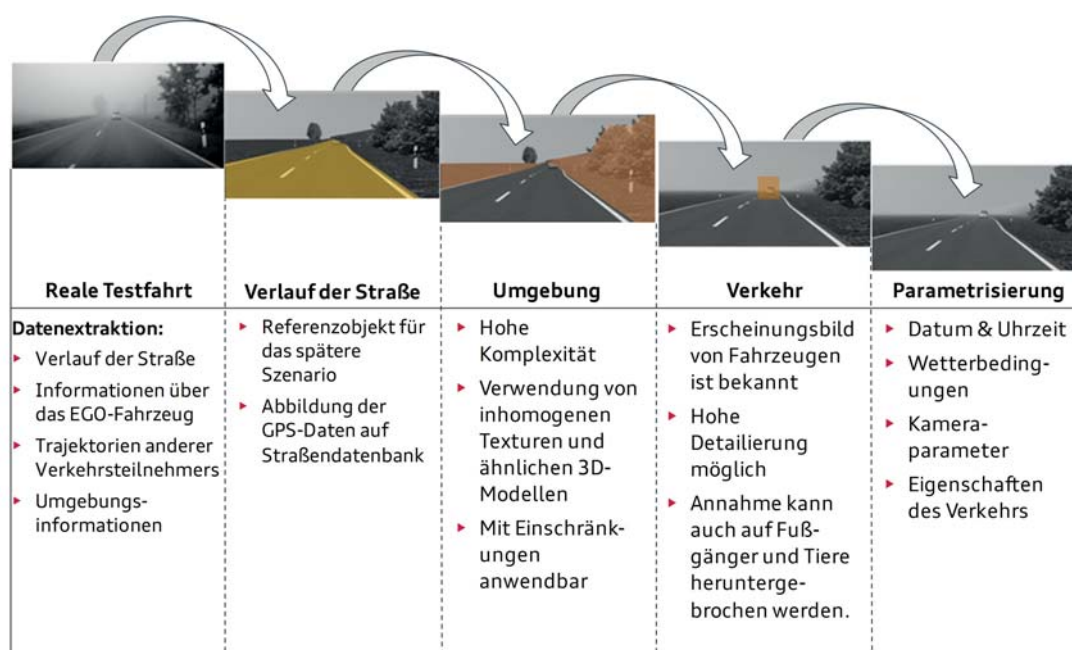 Reale Testfahrt
Datenextraktion:
▸ Verlauf der Straße
▸ Informationen über
das EGO-Fahrzeug
▸ Trajektorien anderer
Verkehrsteilnehmers
▸ Umgebungs-
informationen
Verlauf der Straße
▸ Referenzobjekt für
das spätere
Szenario
▸ Abbildung der
GPS-Daten auf
Straßendatenbank
Umgebung
▸ Hohe
Komplexität
▸ Verwendung von
inhomogenen
Texturen und
ähnlichen 3D-
Modellen
▸ Mit Einschränk-
ungen
anwendbar
Verkehr
▸ Erscheinungsbild
von Fahrzeugen
ist bekannt
▸ Hohe
Detailierung
möglich
▸ Annahme kann
auch auf Fuß-
gänger und Tiere
herunterge-
brochen werden.
Parametrisierung
▸ Datum & Uhrzeit
▸ Wetterbeding-
ungen
▸ Kamera-
parameter
▸ Eigenschaften
des Verkehrs